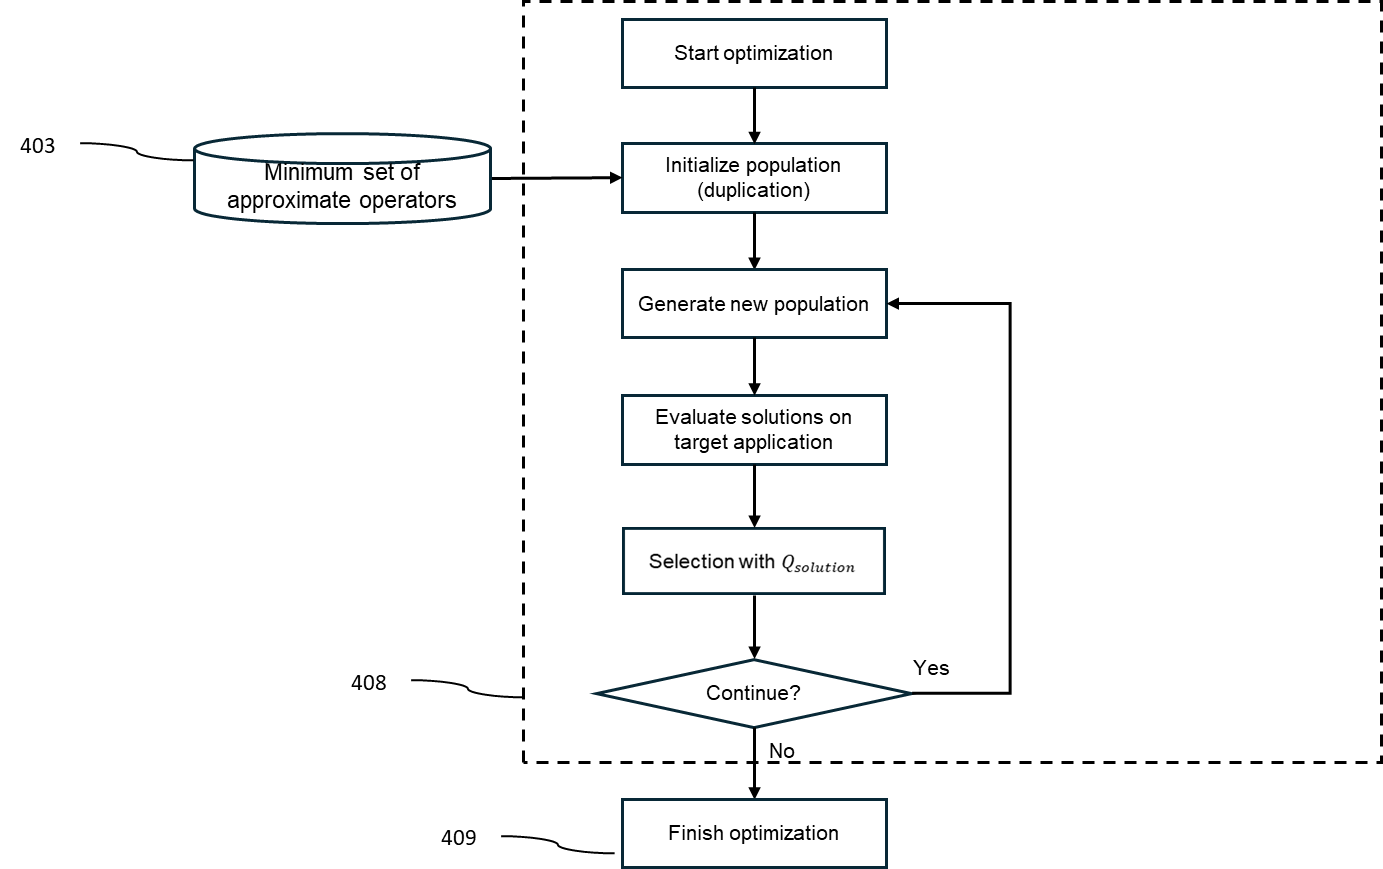 Start optimization
403
Minimum set of
approximate operators
Initialize population
(duplication)
Generate new population
Evaluate solutions on
target application
Selection with Qsolution
408
Continue?
Yes
No
409
Finish optimization